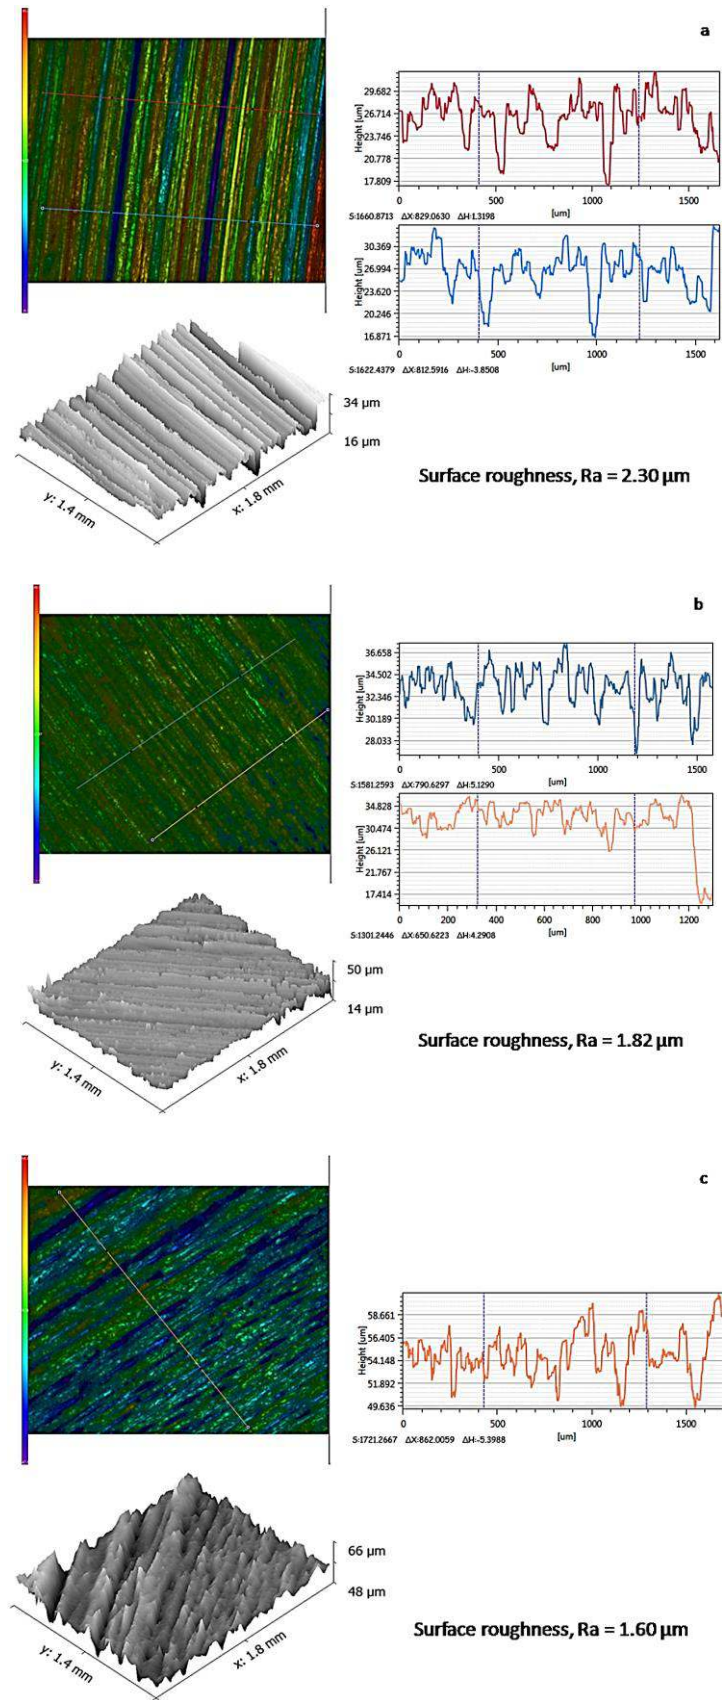 a
29.682
26.714
23.746
20.778
17.809
Height [um]
0 500 1000 1500
[um]
S:1660.8713 ΔX:829.0630 ΔH:1.3198
30.369
26.994
23.620
20.246
16.871
Height [um]
0 500 1000 1500
[um]
S:1622.4379 ΔX:812.5916 ΔH:-3.8508
34 µm
16 µm
y: 1.4 mm
x: 1.8 mm
Surface roughness, Ra = 2.30 µm
b
36.658
34.502
32.346
30.189
28.033
Height [um]
0 500 1000 1500
[um]
S:1581.2593 ΔX:790.6297 ΔH:5.1290
34.828
30.474
26.121
21.767
17.414
Height [um]
0 200 400 600 800 1000 1200
[um]
S:1301.2446 ΔX:650.6223 ΔH:4.2908
50 µm
14 µm
y: 1.4 mm
x: 1.8 mm
Surface roughness, Ra = 1.82 µm
c
58.661
56.405
54.148
51.892
49.636
Height [um]
0 500 1000 1500
[um]
S:1721.2667 ΔX:862.0059 ΔH:-5.3988
66 µm
48 µm
y: 1.4 mm
x: 1.8 mm
Surface roughness, Ra = 1.60 µm